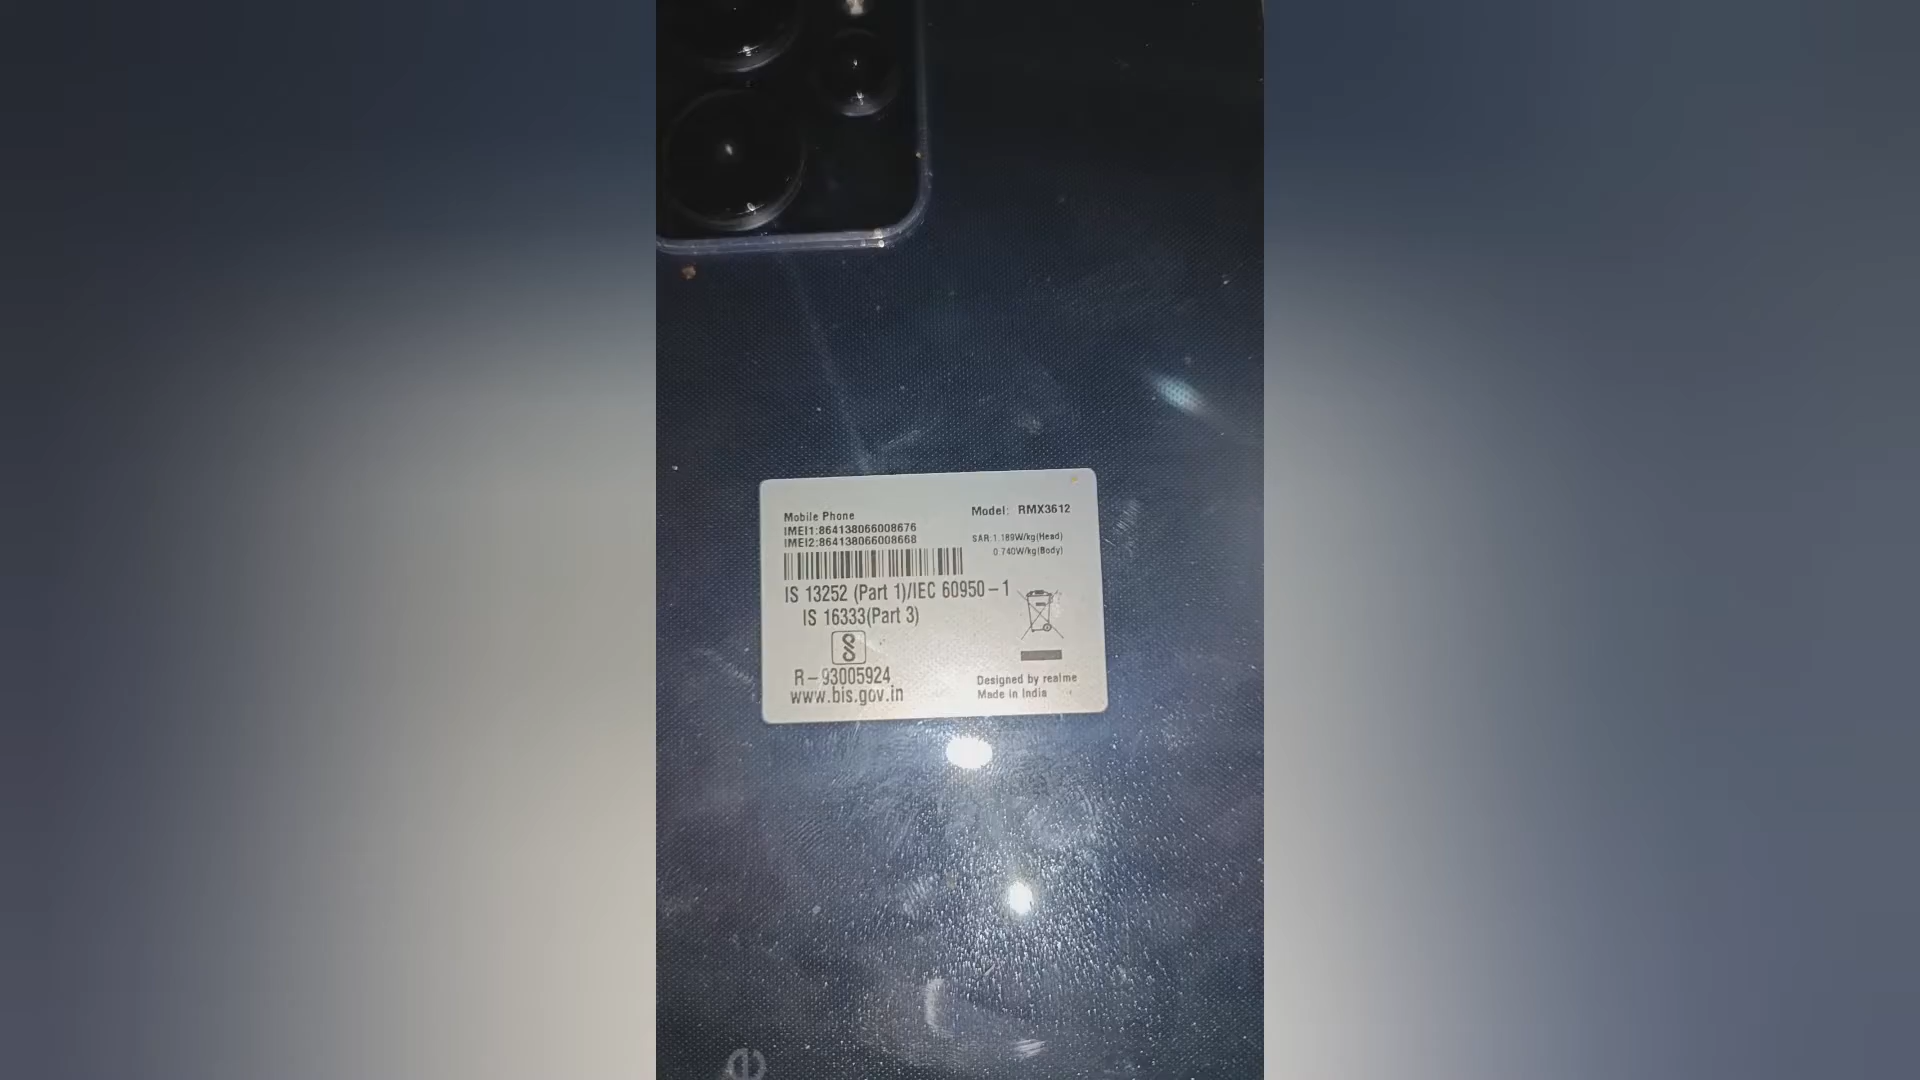 Mobile Phone
IMEI1:864138066008676
IMEI2:864138066008668
Model: RMX3612
SAR:1.189W/kg(Head)
0.740W/kg(Body)
IS 13252 (Part 1)/IEC 60950-1
IS 16333(Part 3)
R-93005924
www.bis.gov.in
Designed by realme
Made in India